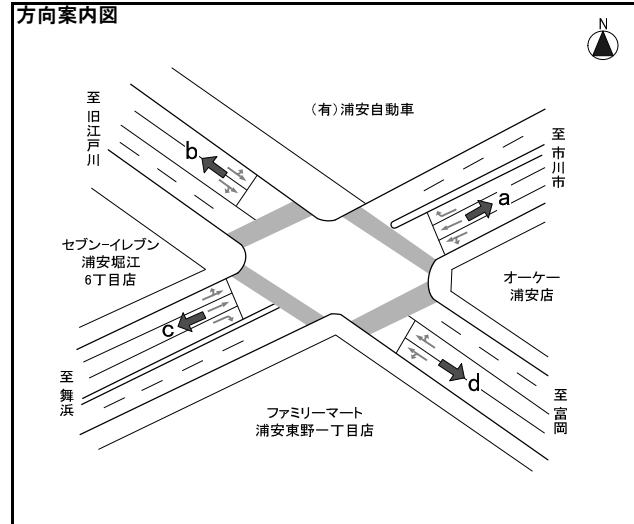 方向案内図
N
(有)浦安自動車
至旧江戸川
至市川市
b
a
セブン-イレブン
浦安堀江
6丁目店
オーケー
浦安店
c
d
至舞浜
ファミリーマート
浦安東野一丁目店
至富岡